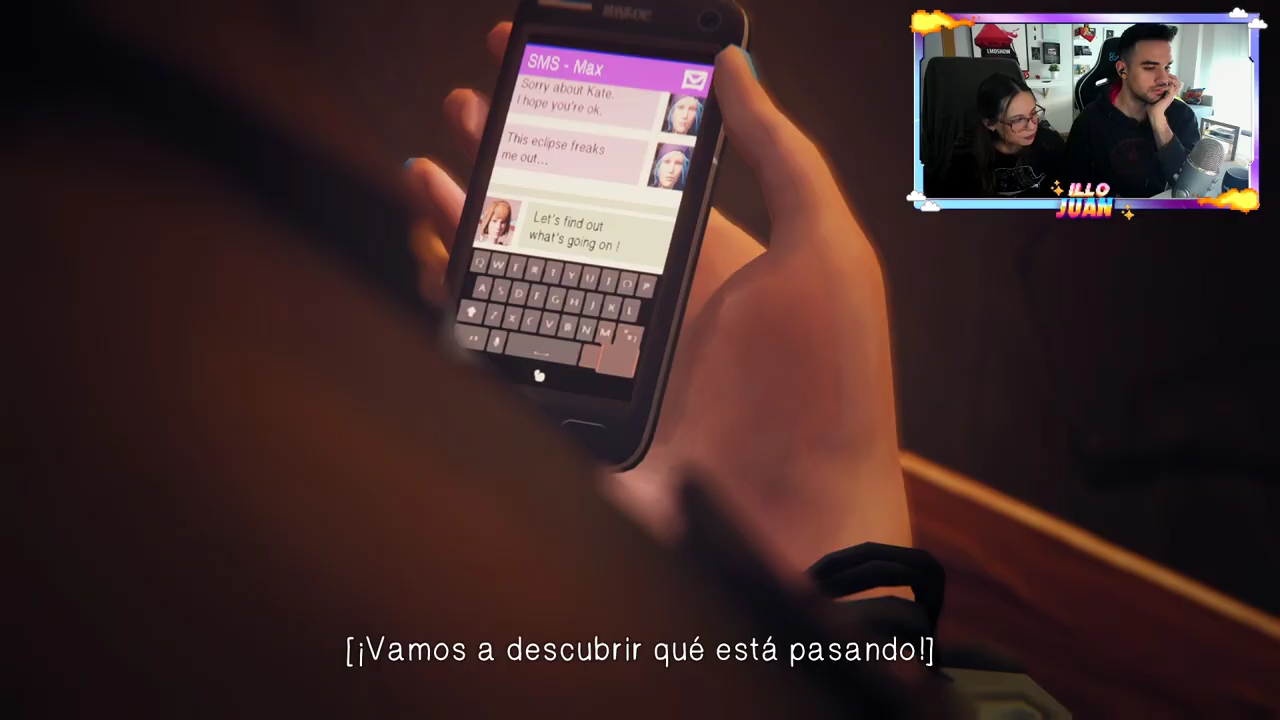 SMS - Max
Sorry about Kate.
I hope you're ok.
This eclipse freaks
me out...
Let's find out
what's going on !
Q W E R T Y U I O P
A S D F G H J K L
Z X C V B N M
ILLO
JUAN
[¡Vamos a descubrir qué está pasando!]